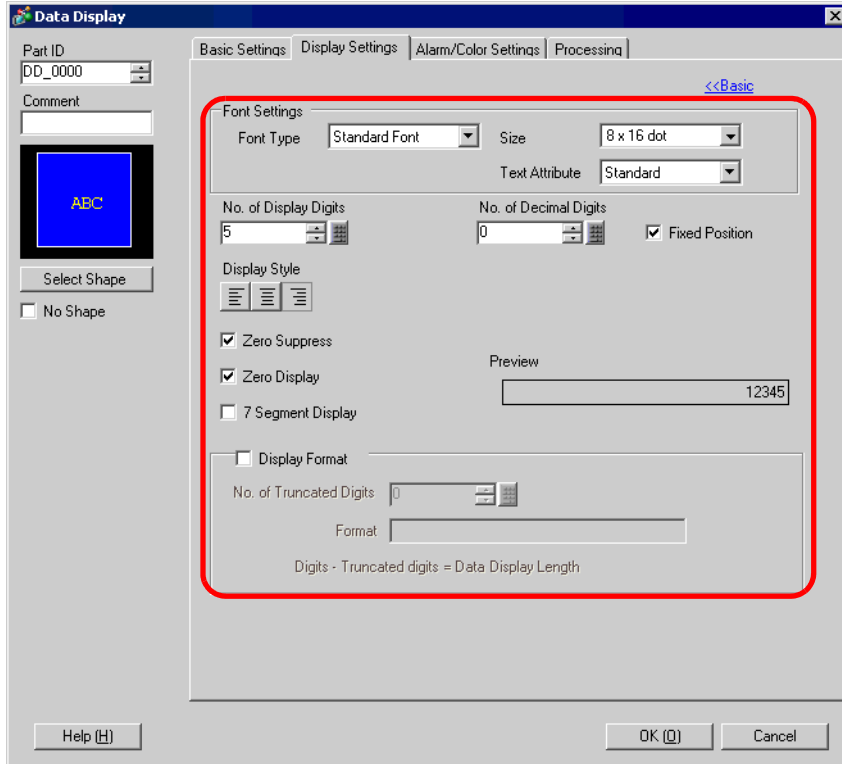 Data Display
Part ID
DD_0000
Comment
ABC
Select Shape
No Shape
Basic Settings Display Settings Alarm/Color Settings Processing
<<Basic
Font Settings
Font Type Standard Font Size 8 x 16 dot
Text Attribute Standard
No. of Display Digits No. of Decimal Digits
5 0 Fixed Position
Display Style
Zero Suppress
Zero Display
7 Segment Display
Preview
12345
Display Format
No. of Truncated Digits 0
Format
Digits - Truncated digits = Data Display Length
Help (H) OK (O) Cancel